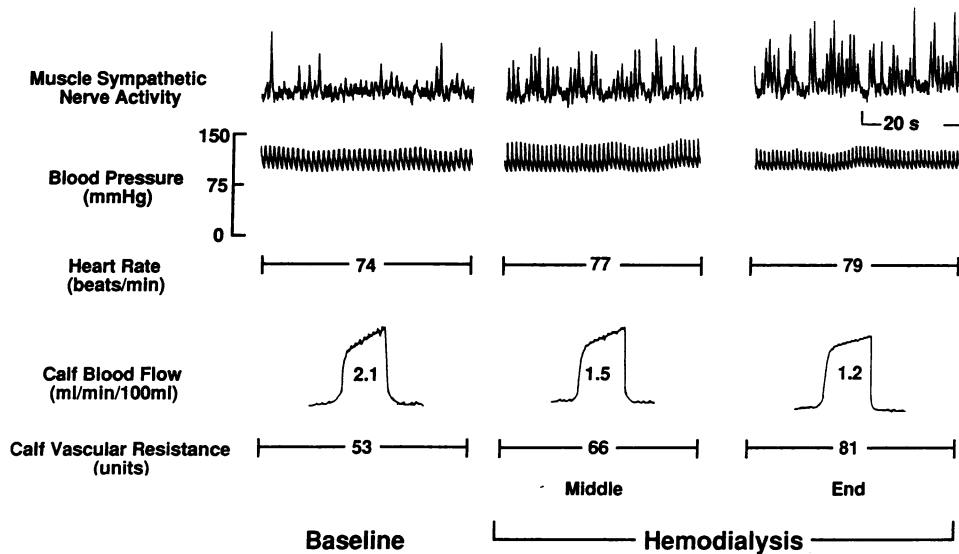 Muscle Sympathetic
Nerve Activity
20 s
150
Blood Pressure
(mmHg)
75
0
Heart Rate
(beats/min)
74
77
79
Calf Blood Flow
(ml/min/100ml)
2.1
1.5
1.2
Calf Vascular Resistance
(units)
53
66
81
Middle
End
Baseline
Hemodialysis